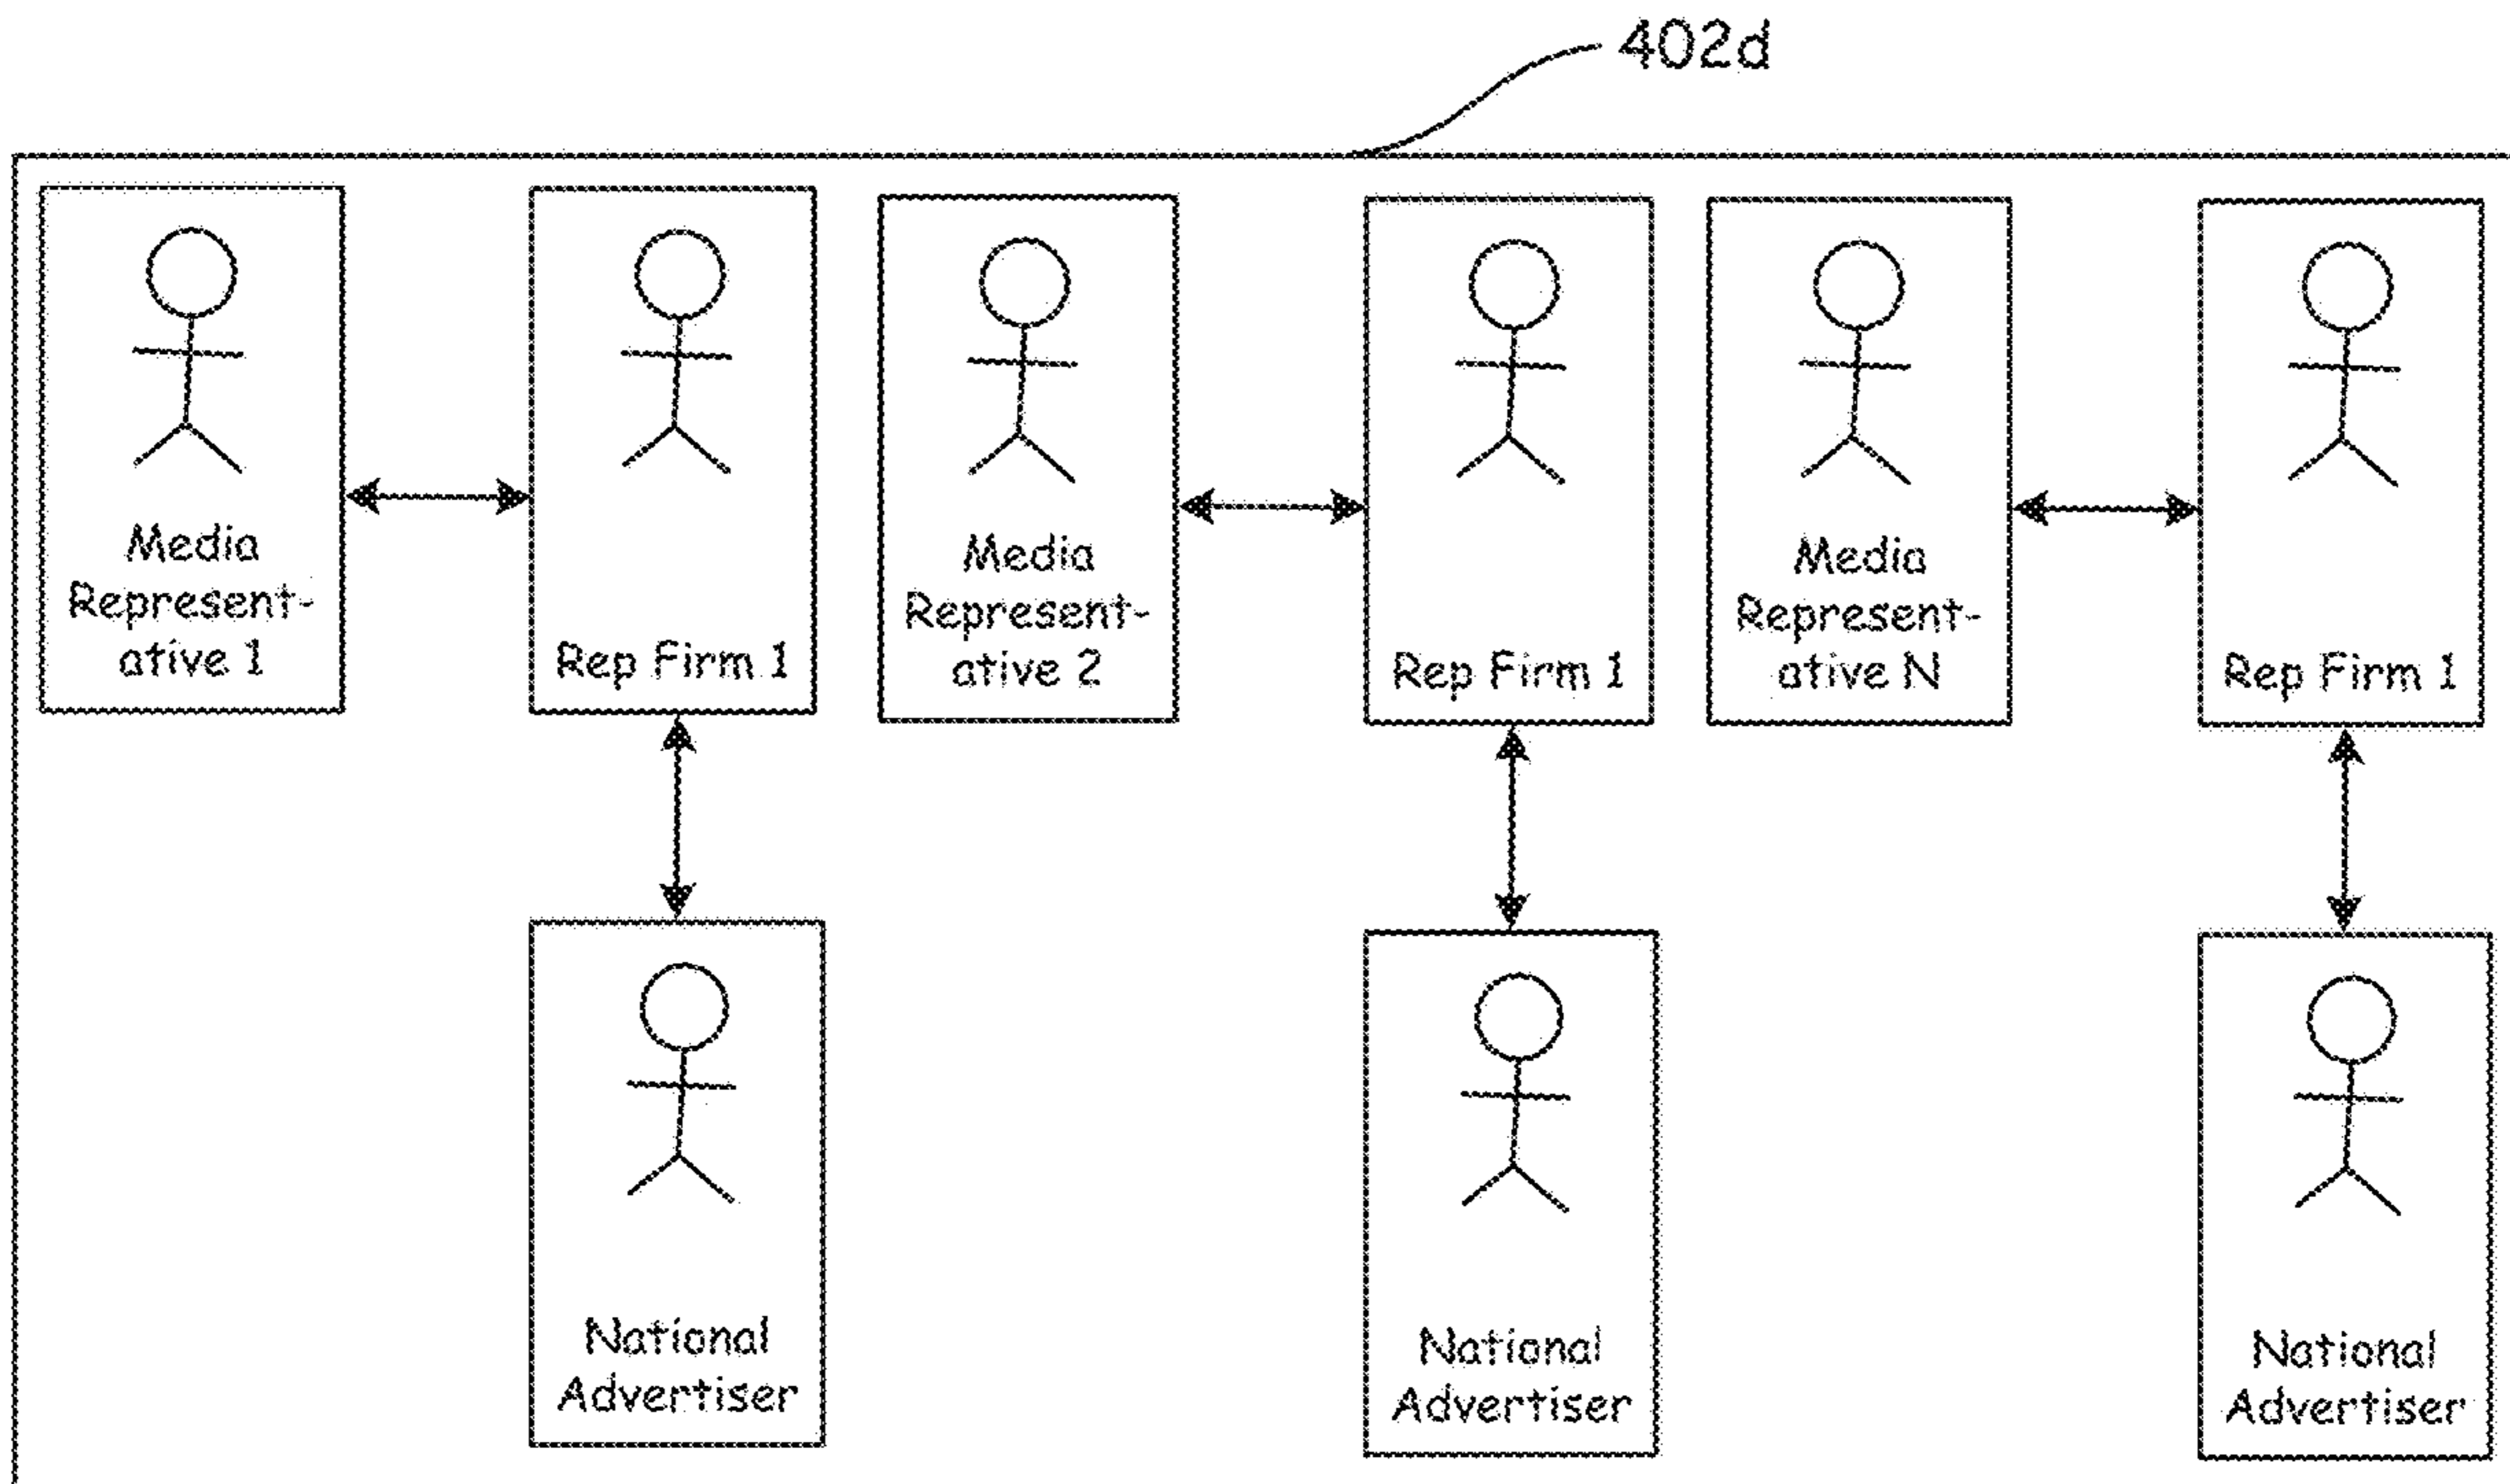 402d
Media
Represent-
ative 1
Rep Firm 1
Media
Represent-
ative 2
Rep Firm 1
Media
Represent-
ative N
Rep Firm 1
National
Advertiser
National
Advertiser
National
Advertiser